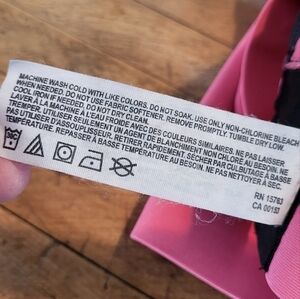 MACHINE WASH COLD WITH LIKE COLORS. DO NOT SOAK. USE ONLY NON-CHLORINE BLEACH
WHEN NEEDED. DO NOT USE FABRIC SOFTENER. REMOVE PROMPTLY. TUMBLE DRY LOW.
COOL IRON IF NEEDED. DO NOT DRY CLEAN.
LAVER À LA MACHINE À L'EAU FROIDE AVEC DES COULEURS SIMILAIRES. NE PAS LAISSER
TREMPER. UTILISER SEULEMENT UN AGENT DE BLANCHIMENT NON CHLORÉ AU BESOIN. NE
PAS UTILISER D'ASSOUPLISSEUR. RETIRER RAPIDEMENT. SÉCHER PAR CULBUTAGE À BASSE
TEMPÉRATURE. REPASSER À BASSE TEMPÉRATURE AU BESOIN. NE PAS NETTOYER À SEC.
RN 15763
CA 00157